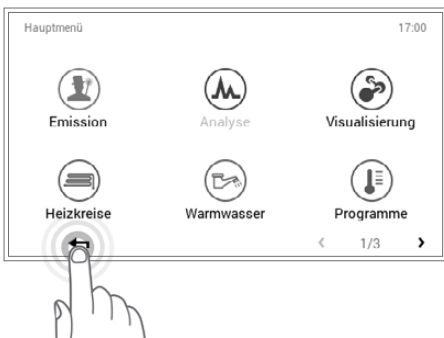 Hauptmenü 17:00
Emission Analyse Visualisierung
Heizkreise Warmwasser Programme
1/3